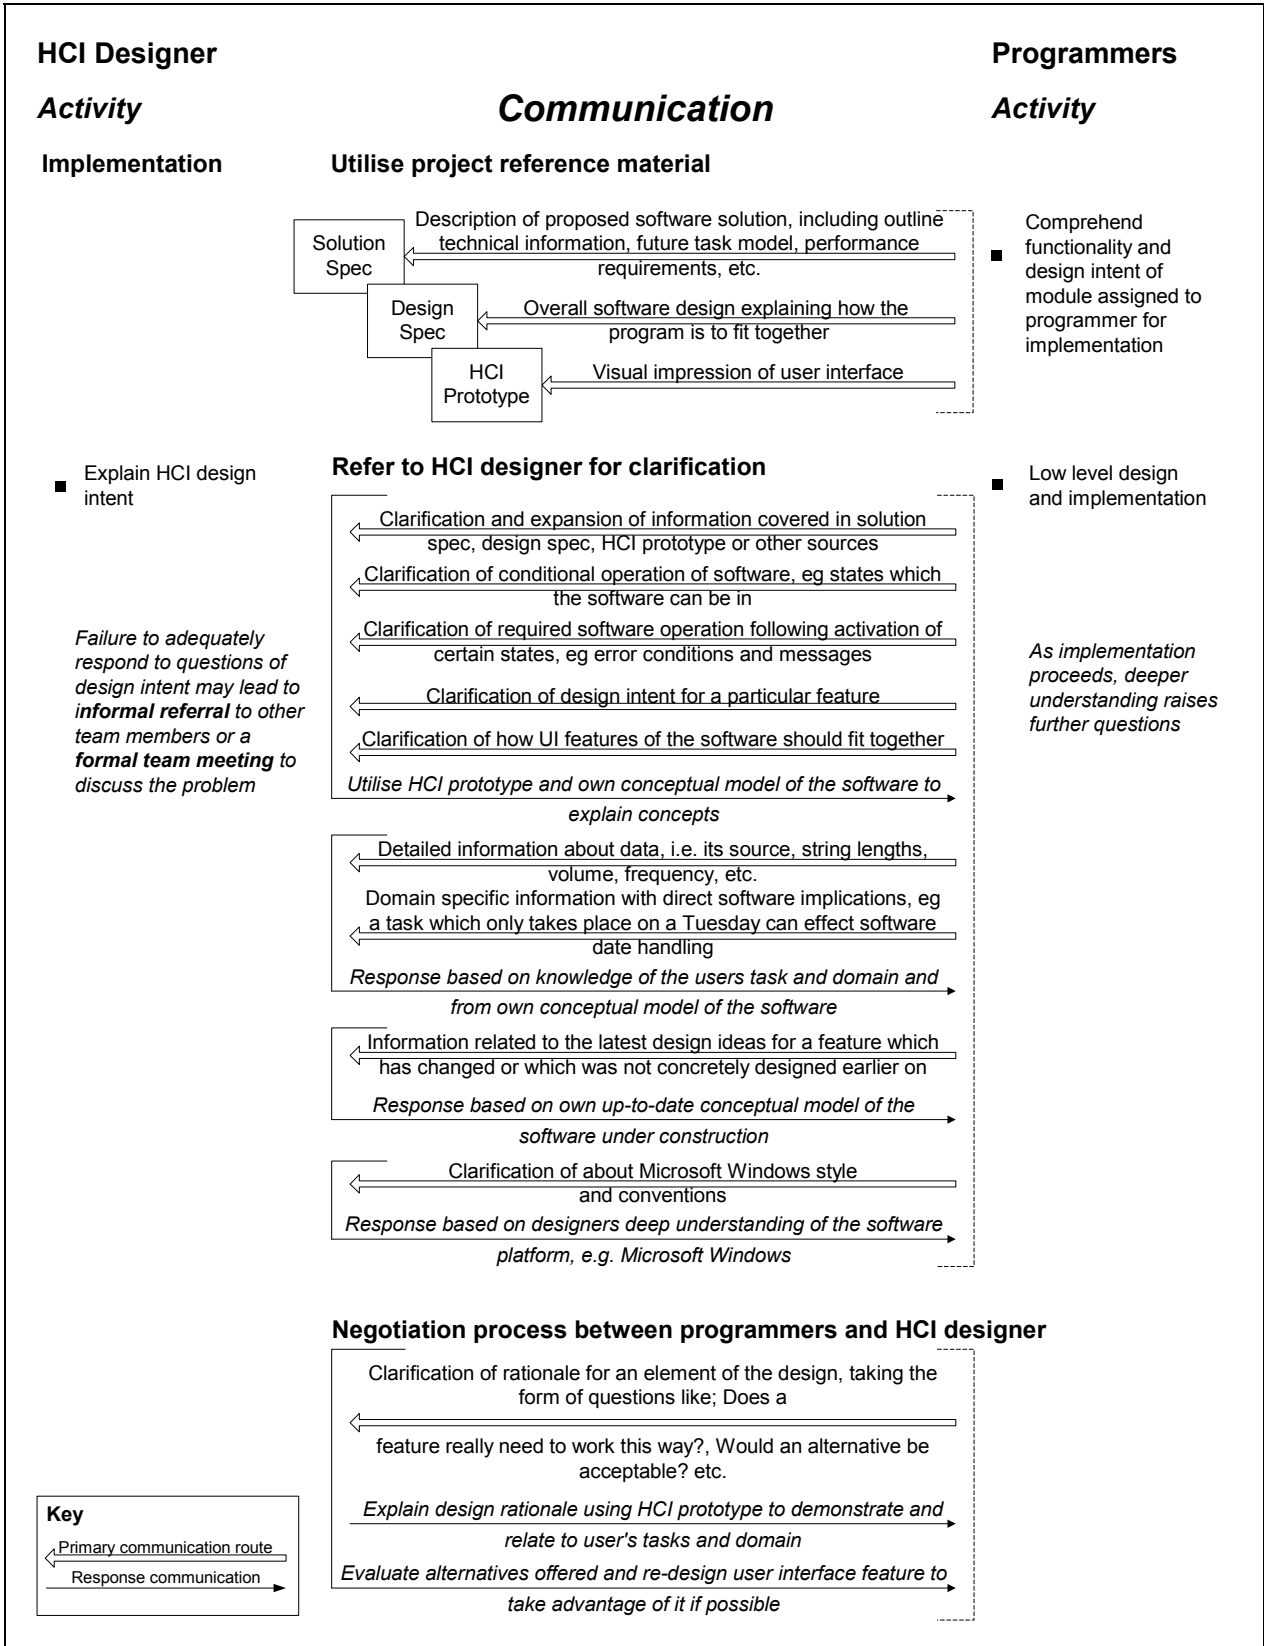 HCI Designer
Programmers
Activity
Communication
Activity
Implementation
Utilise project reference material
Solution
Spec
Description of proposed software solution, including outline
technical information, future task model, performance
requirements, etc.
Design
Spec
Overall software design explaining how the
program is to fit together
HCI
Prototype
Visual impression of user interface
Comprehend
functionality and
design intent of
module assigned to
programmer for
implementation
Explain HCI design
intent
Failure to adequately
respond to questions of
design intent may lead to
informal referral to other
team members or a
formal team meeting to
discuss the problem
Refer to HCI designer for clarification
Clarification and expansion of information covered in solution
spec, design spec, HCI prototype or other sources
Clarification of conditional operation of software, eg states which
the software can be in
Clarification of required software operation following activation of
certain states, eg error conditions and messages
Clarification of design intent for a particular feature
Clarification of how UI features of the software should fit together
Utilise HCI prototype and own conceptual model of the software to
explain concepts
Detailed information about data, i.e. its source, string lengths,
volume, frequency, etc.
Domain specific information with direct software implications, eg
a task which only takes place on a Tuesday can effect software
date handling
Response based on knowledge of the users task and domain and
from own conceptual model of the software
Information related to the latest design ideas for a feature which
has changed or which was not concretely designed earlier on
Response based on own up-to-date conceptual model of the
software under construction
Clarification of about Microsoft Windows style
and conventions
Response based on designers deep understanding of the software
platform, e.g. Microsoft Windows
Low level design
and implementation
As implementation
proceeds, deeper
understanding raises
further questions
Negotiation process between programmers and HCI designer
Clarification of rationale for an element of the design, taking the
form of questions like; Does a
feature really need to work this way?, Would an alternative be
acceptable? etc.
Explain design rationale using HCI prototype to demonstrate and
relate to user's tasks and domain
Evaluate alternatives offered and re-design user interface feature to
take advantage of it if possible
Key
Primary communication route
Response communication